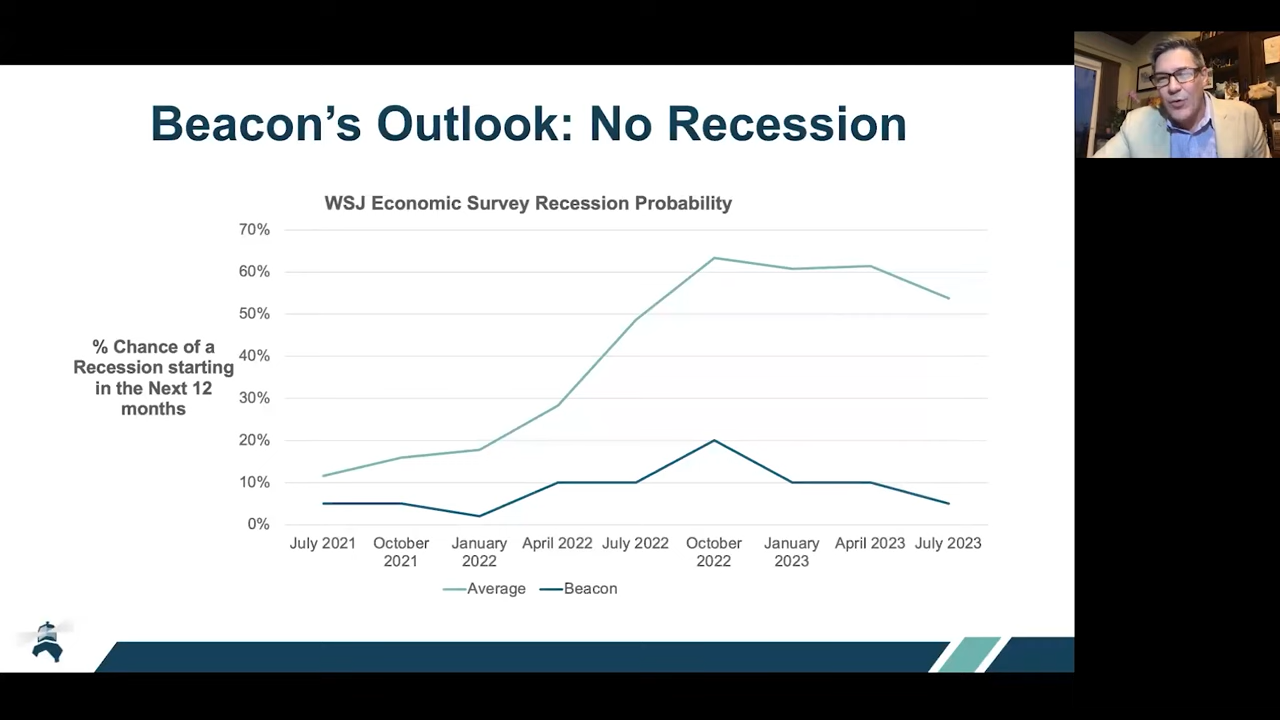 Beacon’s Outlook: No Recession
WSJ Economic Survey Recession Probability
% Chance of a
Recession starting
in the Next 12
months
70%
60%
50%
40%
30%
20%
10%
0%
July 2021
October
2021
January
2022
April 2022
July 2022
October
2022
January
2023
April 2023
July 2023
Average
Beacon